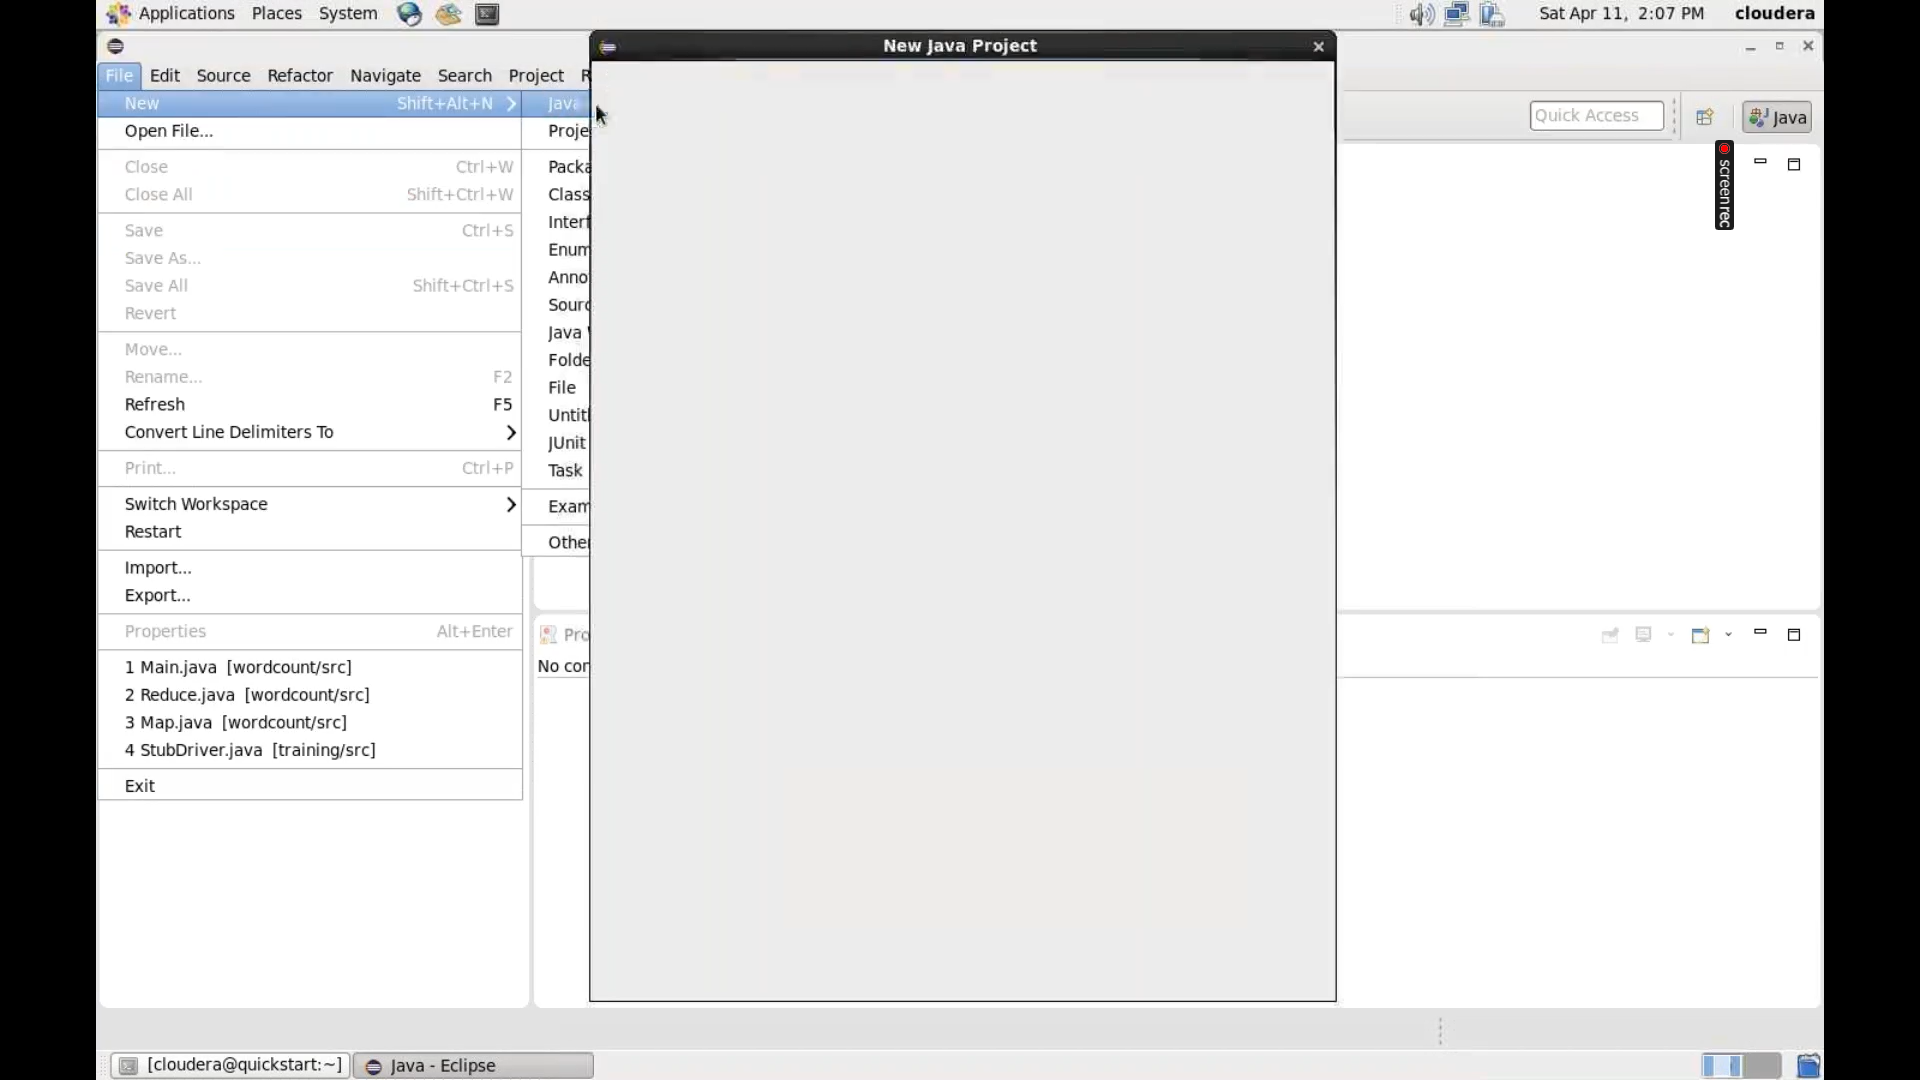 Applications Places System
Sat Apr 11, 2:07 PM cloudera
New Java Project
File Edit Source Refactor Navigate Search Project R
New Shift+Alt+N
Java
Open File...
Proje
Close Ctrl+W
Packa
Close All Shift+Ctrl+W
Class
Interf
Save Ctrl+S
Enum
Save As...
Anno
Save All Shift+Ctrl+S
Sourc
Revert
Java
Move...
Folde
Rename... F2
File
Refresh F5
Untitl
Convert Line Delimiters To
JUnit
Print... Ctrl+P
Task
Switch Workspace
Exam
Restart
Other
Import...
Export...
Properties Alt+Enter
1 Main.java [wordcount/src]
2 Reduce.java [wordcount/src]
3 Map.java [wordcount/src]
4 StubDriver.java [training/src]
Exit
Quick Access
Java
screenrec
Pro
No con
[cloudera@quickstart:~]
Java - Eclipse